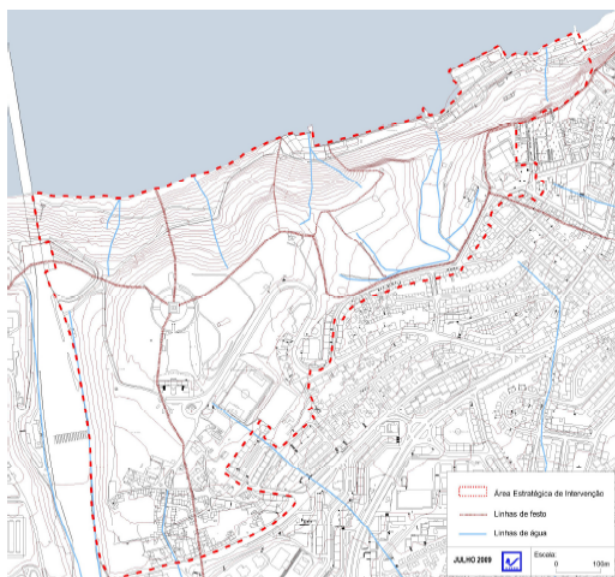 Área Estratégica de Intervenção
Linhas de festo
Linhas de água
JULHO 2009
Escala:
0 100m